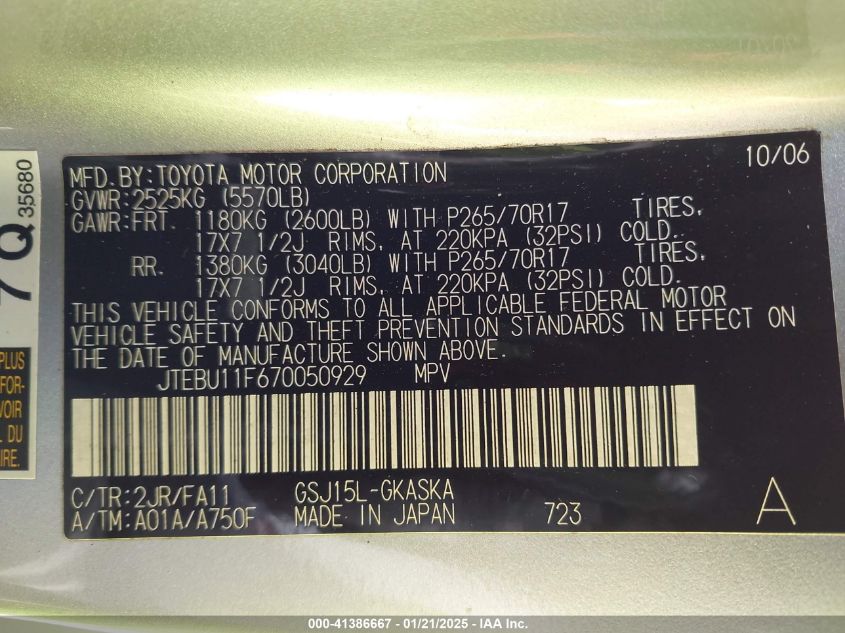 10/06
MFD.BY:TOYOTA MOTOR CORPORATION
GVWR:2525KG (5570LB)
GAWR:FRT. 1180KG (2600LB) WITH P265/70R17 TIRES,
17X7 1/2J RIMS, AT 220KPA (32PSI) COLD.
RR. 1380KG (3040LB) WITH P265/70R17 TIRES,
17X7 1/2J RIMS, AT 220KPA (32PSI) COLD.
THIS VEHICLE CONFORMS TO ALL APPLICABLE FEDERAL MOTOR
VEHICLE SAFETY AND THEFT PREVENTION STANDARDS IN EFFECT ON
THE DATE OF MANUFACTURE SHOWN ABOVE.
JTEBU11F670050929 MPV
C/TR:2JR/FA11 GSJ15L-GKASKA
A/TM:A01A/A750F MADE IN JAPAN 723 A
7Q 35680
PLUS
FOR-
VOIR
L DU
IRE.
000-41386667 - 01/21/2025 - IAA Inc.